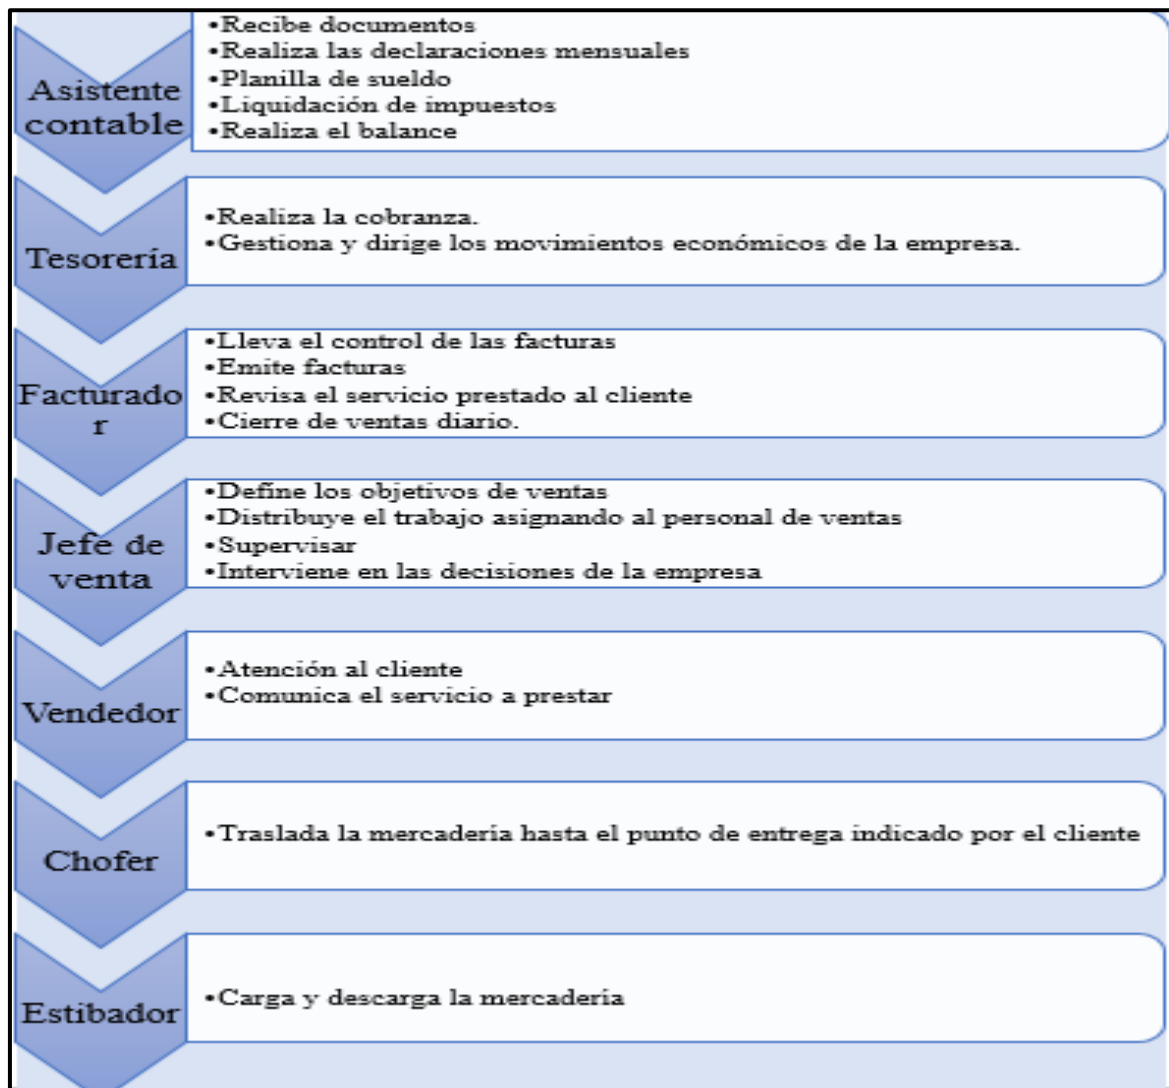 Asistente
contable
•Recibe documentos
•Realiza las declaraciones mensuales
•Planilla de sueldo
•Liquidación de impuestos
•Realiza el balance
Tesorería
•Realiza la cobranza.
•Gestiona y dirige los movimientos económicos de la empresa.
Facturado
r
•Lleva el control de las facturas
•Emite facturas
•Revisa el servicio prestado al cliente
•Cierre de ventas diario.
Jefe de
venta
•Define los objetivos de ventas
•Distribuye el trabajo asignando al personal de ventas
•Supervisar
•Interviene en las decisiones de la empresa
Vendedor
•Atención al cliente
•Comunica el servicio a prestar
Chofer
•Traslada la mercadería hasta el punto de entrega indicado por el cliente
Estibador
•Carga y descarga la mercadería